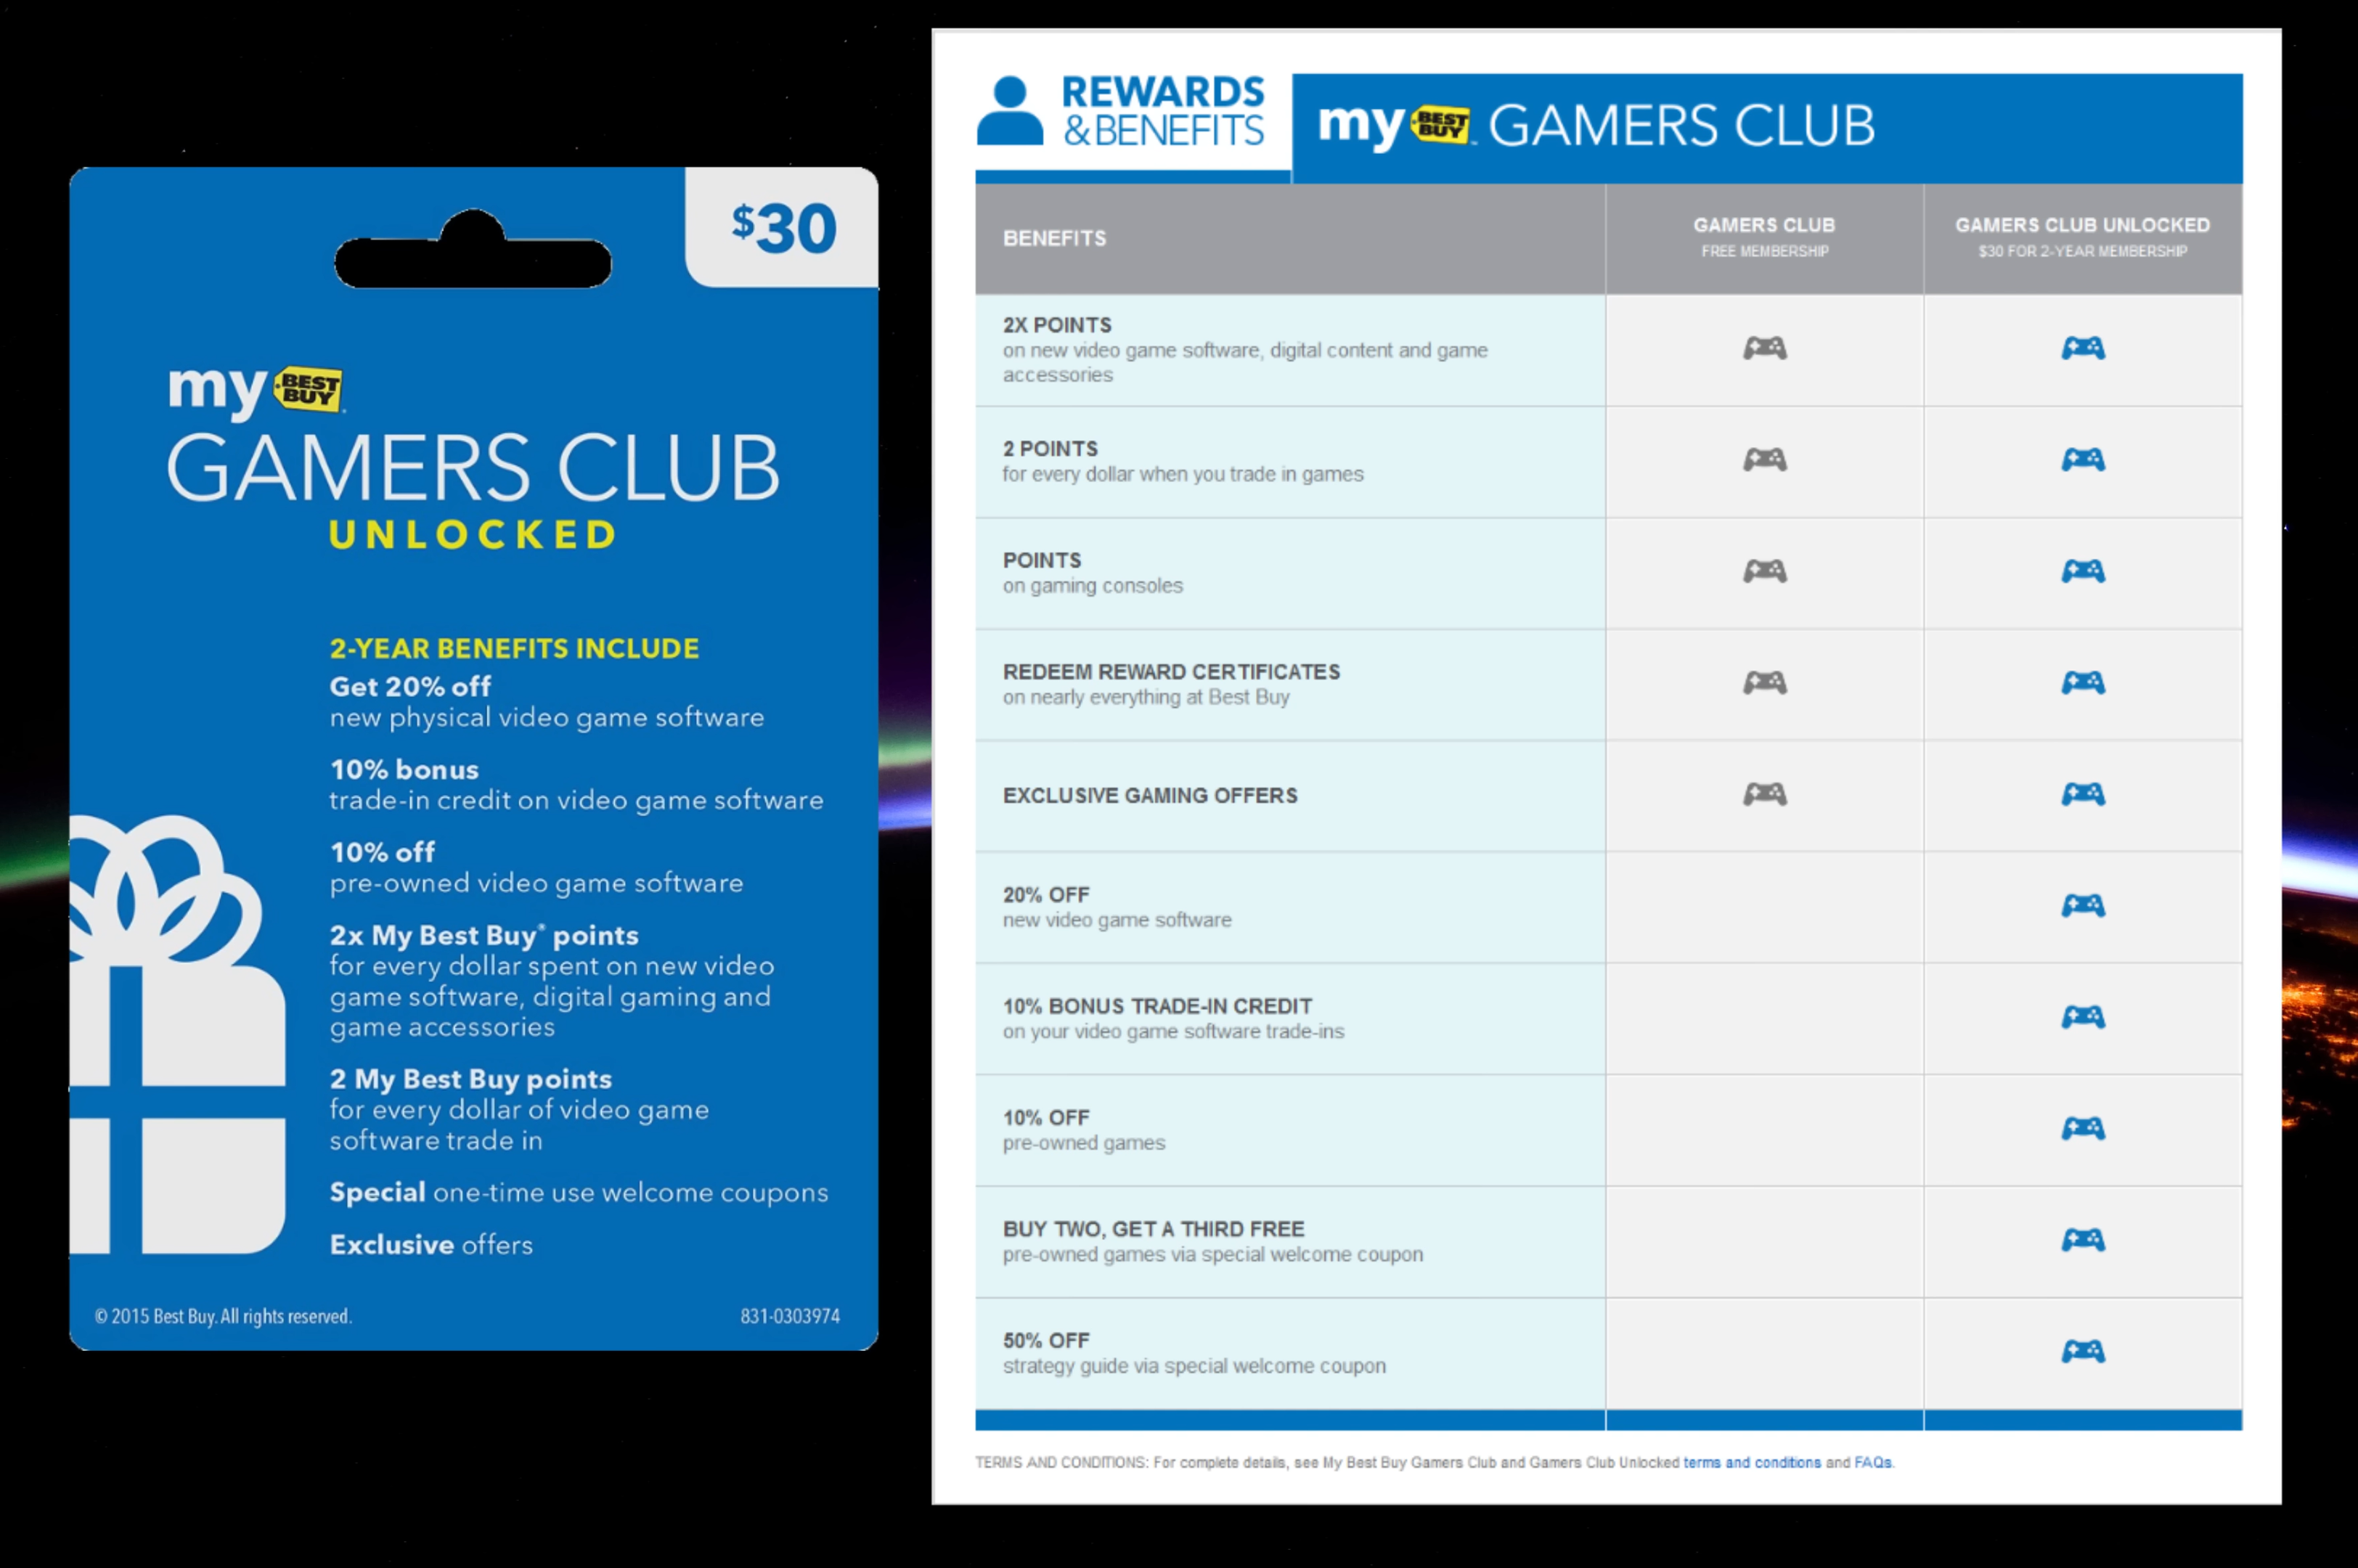 $30
my BEST BUY
GAMERS CLUB
UNLOCKED
2-YEAR BENEFITS INCLUDE
Get 20% off
new physical video game software
10% bonus
trade-in credit on video game software
10% off
pre-owned video game software
2x My Best Buy® points
for every dollar spent on new video
game software, digital gaming and
game accessories
2 My Best Buy points
for every dollar of video game
software trade in
Special one-time use welcome coupons
Exclusive offers
© 2015 Best Buy. All rights reserved.
831-0303974
REWARDS
& BENEFITS
my BEST BUY™ GAMERS CLUB
BENEFITS
GAMERS CLUB
FREE MEMBERSHIP
GAMERS CLUB UNLOCKED
$30 FOR 2-YEAR MEMBERSHIP
2X POINTS
on new video game software, digital content and game
accessories
2 POINTS
for every dollar when you trade in games
POINTS
on gaming consoles
REDEEM REWARD CERTIFICATES
on nearly everything at Best Buy
EXCLUSIVE GAMING OFFERS
20% OFF
new video game software
10% BONUS TRADE-IN CREDIT
on your video game software trade-ins
10% OFF
pre-owned games
BUY TWO, GET A THIRD FREE
pre-owned games via special welcome coupon
50% OFF
strategy guide via special welcome coupon
TERMS AND CONDITIONS: For complete details, see My Best Buy Gamers Club and Gamers Club Unlocked terms and conditions and FAQs.